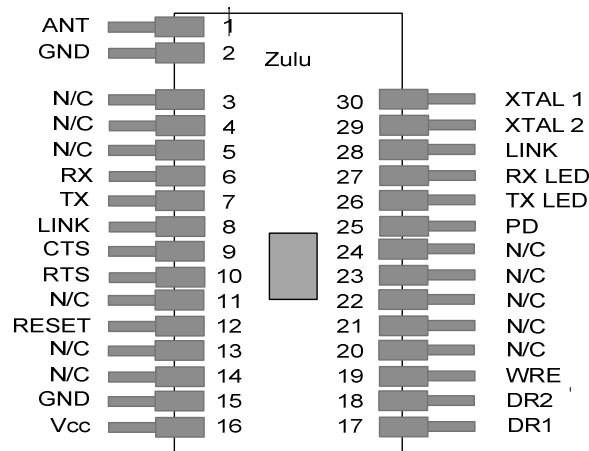 ANT 1
GND 2
Zulu
N/C 3 30 XTAL 1
N/C 4 29 XTAL 2
N/C 5 28 LINK
RX 6 27 RX LED
TX 7 26 TX LED
LINK 8 25 PD
CTS 9 24 N/C
RTS 10 23 N/C
N/C 11 22 N/C
RESET 12 21 N/C
N/C 13 20 N/C
N/C 14 19 WRE
GND 15 18 DR2
Vcc 16 17 DR1